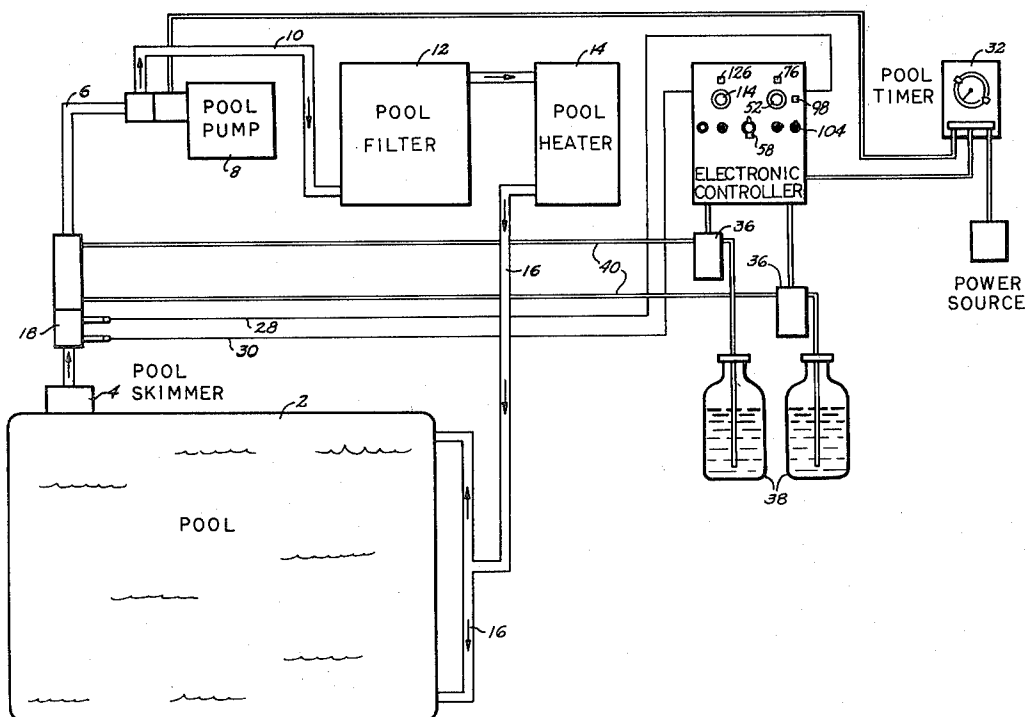 10
12
14
32
6
126
76
POOL
TIMER
POOL
PUMP
POOL
FILTER
POOL
HEATER
114
52
98
58
104
8
ELECTRONIC
CONTROLLER
36
16
40
36
POWER
SOURCE
18
28
30
POOL
SKIMMER
4
2
38
POOL
16